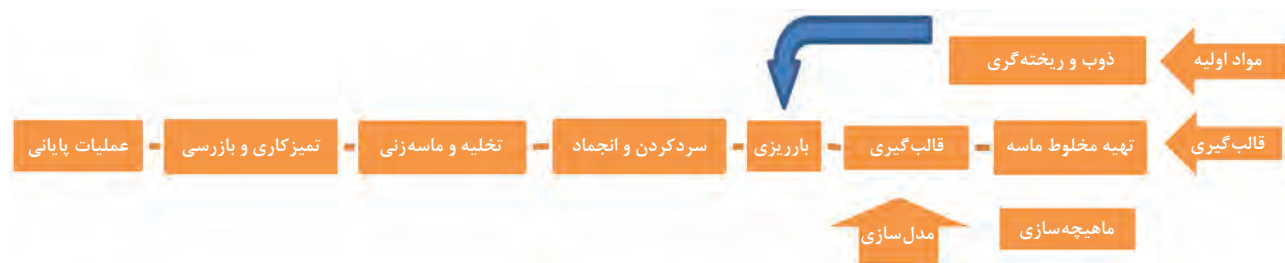 مواد اولیه
ذوب و ریخته‌گری
قالب‌گیری
تهیه مخلوط ماسه
قالب‌گیری
بارریزی
سردکردن و انجماد
تخلیه و ماسه‌زنی
تمیزکاری و بازرسی
عملیات پایانی
ماهیچه‌سازی
مدل‌سازی